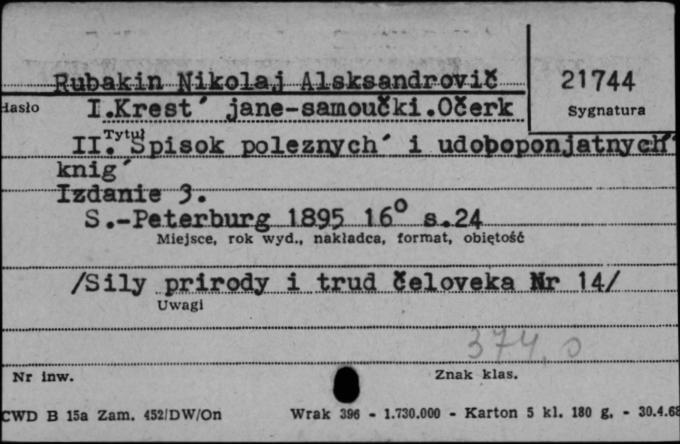 Rubakin Nikolaj Alsksandrovič
21744
Hasło
I.Krest´ jane-samoučki.Očerk
Sygnatura
Tytuł
II. Spisok poleznych´ i udoboponjatnych´
knig´
Izdanie 3.
S.-Peterburg 1895 16° s.24
Miejsce, rok wyd., nakładca, format, objętość
/Sily prirody i trud čeloveka Nr 14/
Uwagi
374.0
Nr inw.
Znak klas.
CWD B 15a Zam. 452/DW/On Wrak 396 - 1.730.000 - Karton 5 kl. 180 g. - 30.4.68